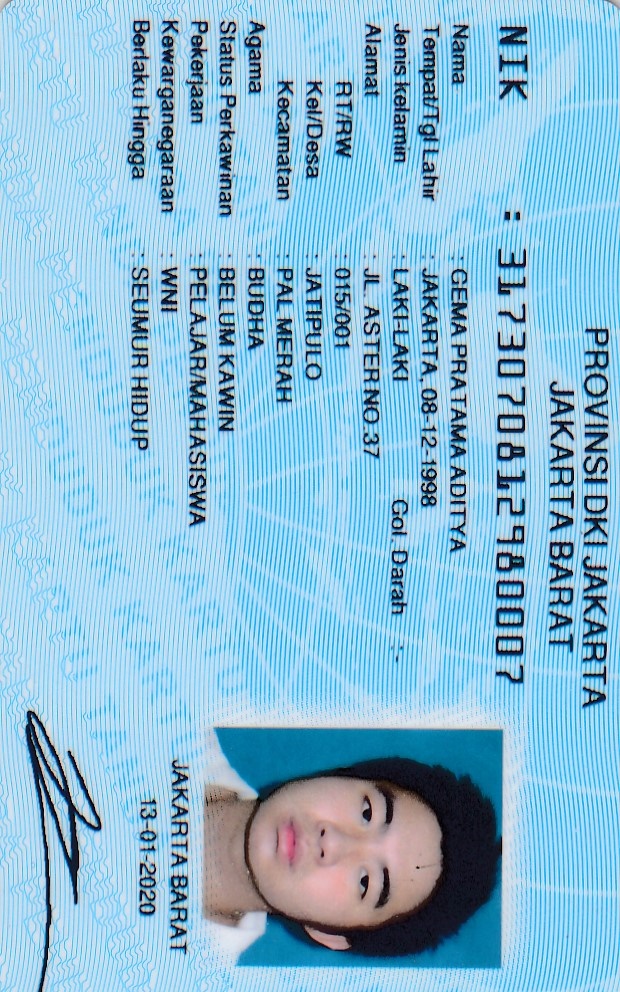 PROVINSI DKI JAKARTA
JAKARTA BARAT
NIK : 3173070812980007
Nama : GEMA PRATAMA ADITYA
Tempat/Tgl Lahir : JAKARTA, 08-12-1998
Jenis kelamin : LAKI-LAKI Gol. Darah : -
Alamat : JL. ASTER NO.37
RT/RW : 015/001
Kel/Desa : JATIPULO
Kecamatan : PAL MERAH
Agama : BUDHA
Status Perkawinan : BELUM KAWIN
Pekerjaan : PELAJAR/MAHASISWA
Kewarganegaraan : WNI
Berlaku Hingga : SEUMUR HIDUP
JAKARTA BARAT
13-01-2020